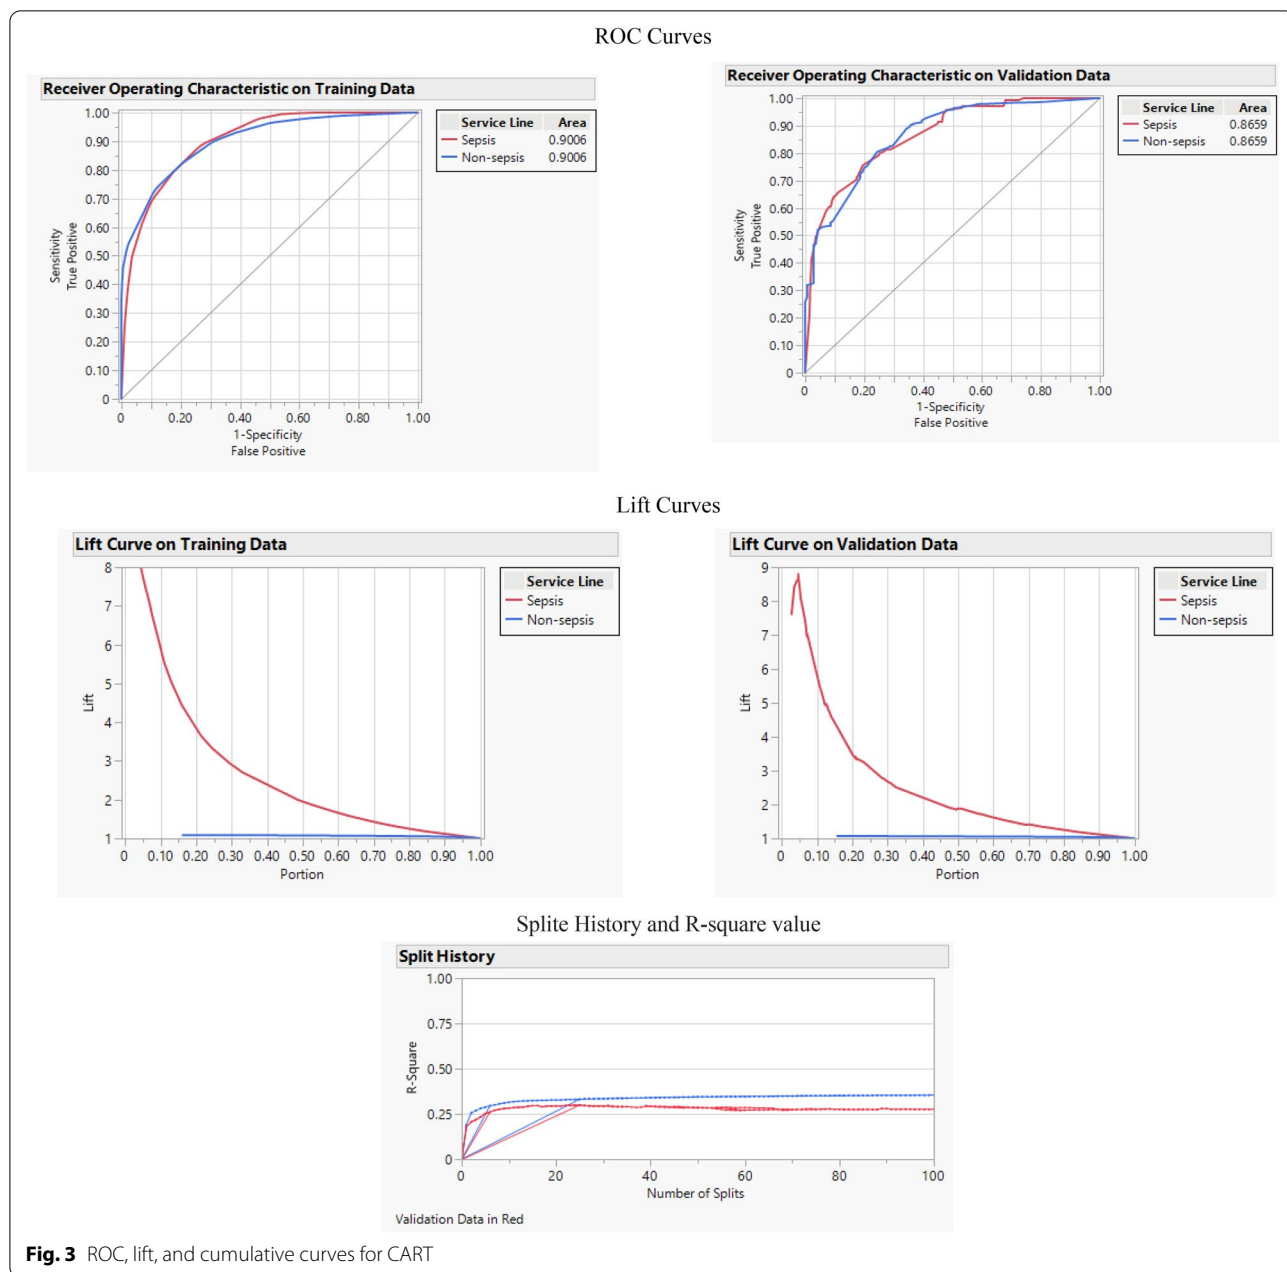 ROC Curves
Receiver Operating Characteristic on Training Data
1.00
0.90
0.80
0.70
0.60
0.50
0.40
0.30
0.20
0.10
0
Sensitivity
True Positive
0 0.20 0.40 0.60 0.80 1.00
1-Specificity
False Positive
Service Line Area
Sepsis 0.9006
Non-sepsis 0.9006
Receiver Operating Characteristic on Validation Data
1.00
0.90
0.80
0.70
0.60
0.50
0.40
0.30
0.20
0.10
0
Sensitivity
True Positive
0 0.20 0.40 0.60 0.80 1.00
1-Specificity
False Positive
Service Line Area
Sepsis 0.8659
Non-sepsis 0.8659
Lift Curves
Lift Curve on Training Data
8
7
6
5
4
3
2
1
Lift
0 0.10 0.20 0.30 0.40 0.50 0.60 0.70 0.80 0.90 1.00
Portion
Service Line
Sepsis
Non-sepsis
Lift Curve on Validation Data
9
8
7
6
5
4
3
2
1
Lift
0 0.10 0.20 0.30 0.40 0.50 0.60 0.70 0.80 0.90 1.00
Portion
Service Line
Sepsis
Non-sepsis
Splite History and R-square value
Split History
1.00
0.75
0.50
0.25
0
R-Square
0 20 40 60 80 100
Number of Splits
Validation Data in Red
Fig. 3 ROC, lift, and cumulative curves for CART